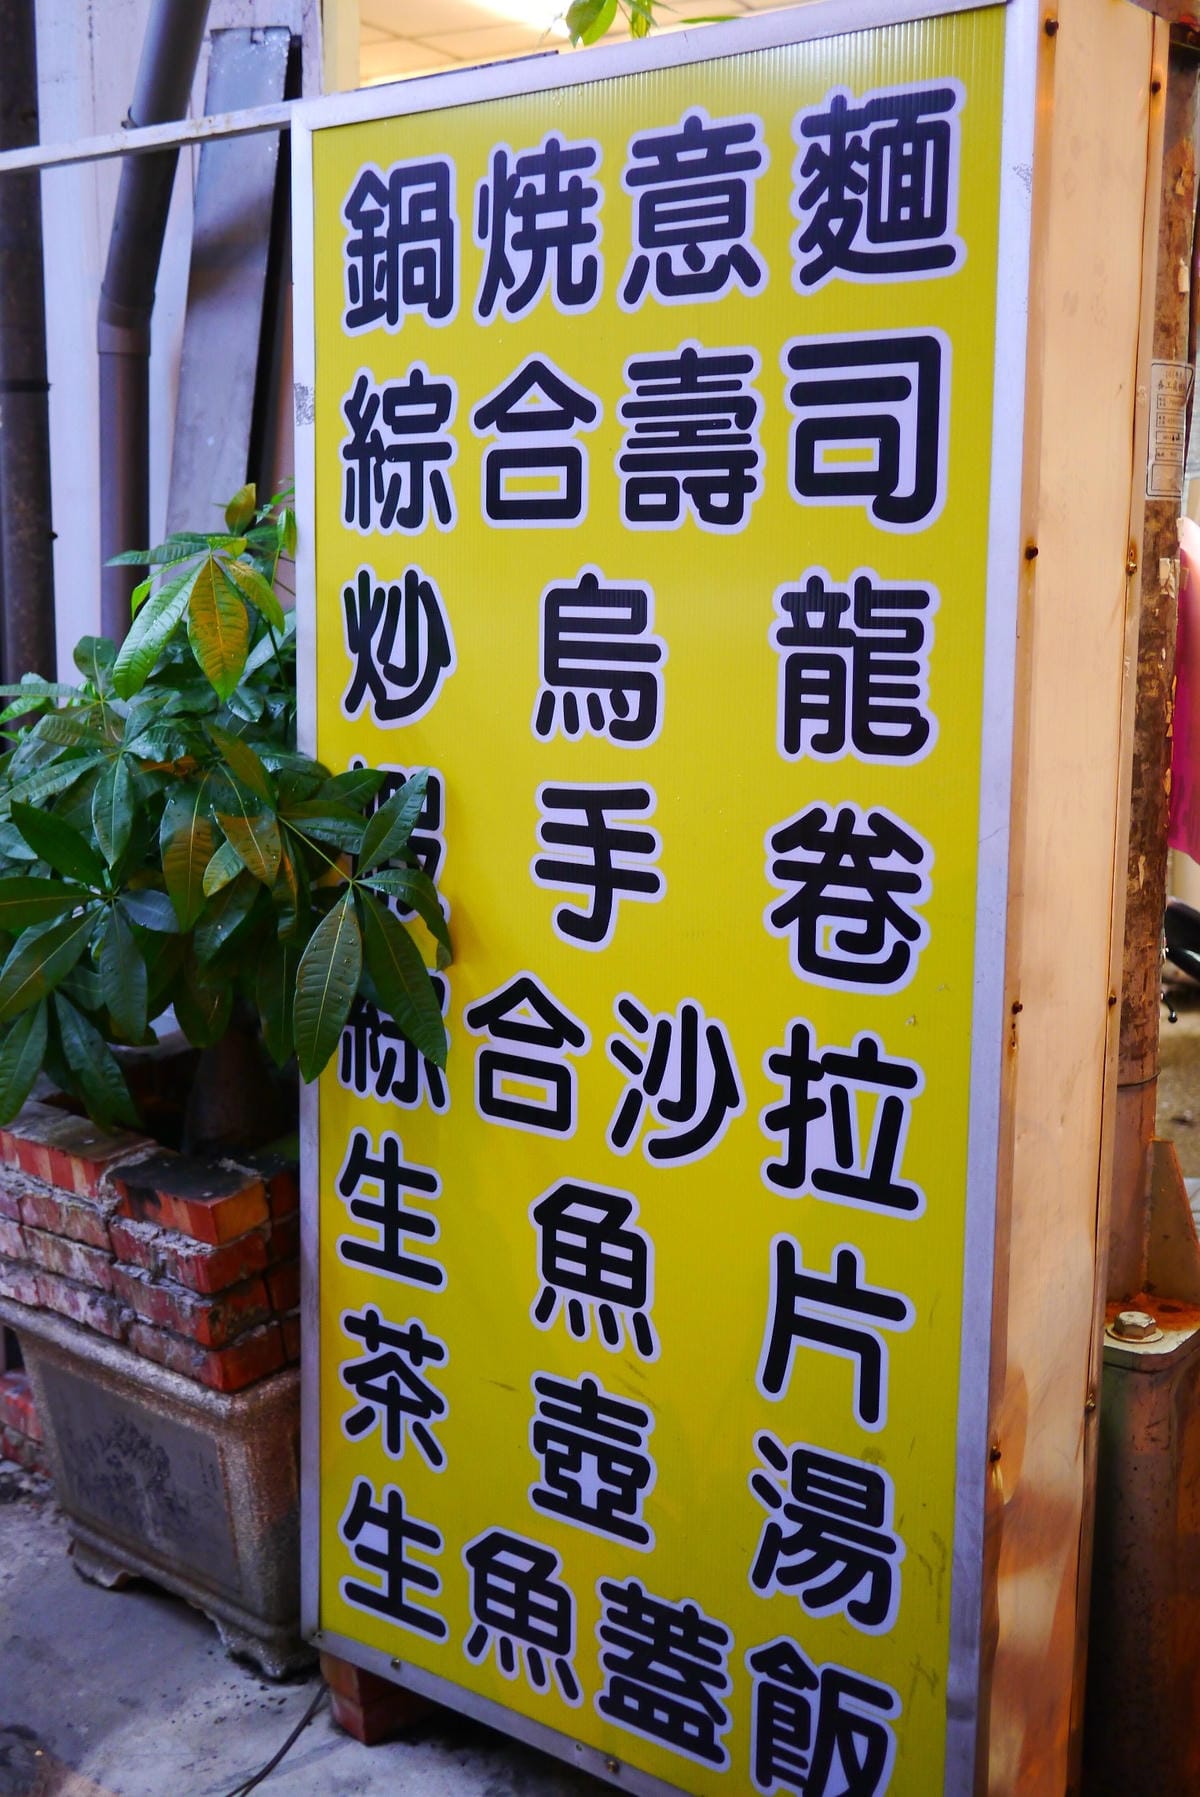 鍋燒意麵
綜合壽司
炒烏龍
蝦手卷
綜合沙拉
生魚片
茶壺湯
生魚蓋飯